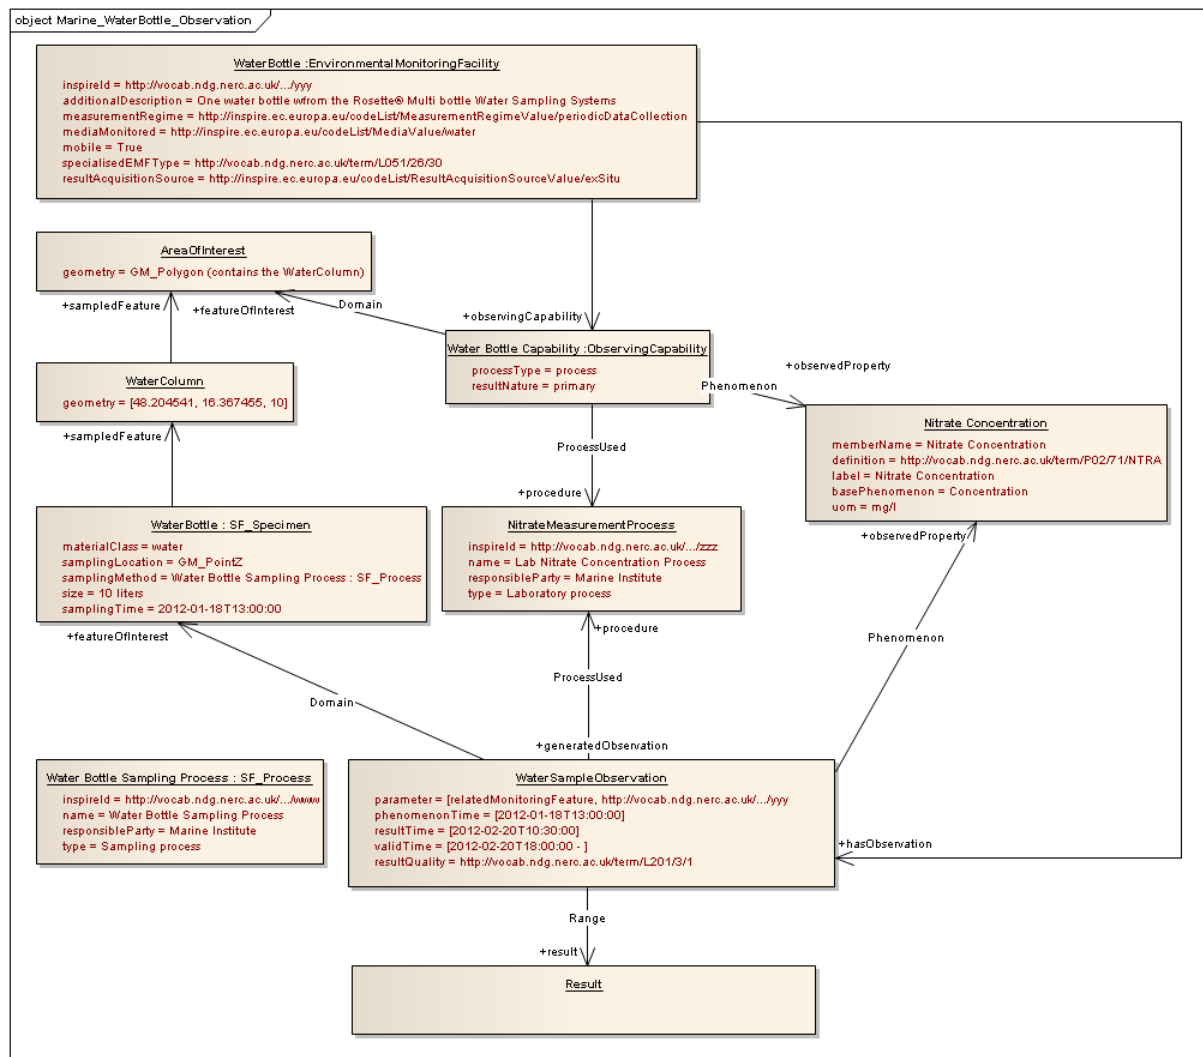 object Marine_WaterBottle_Observation
WaterBottle :EnvironmentalMonitoringFacility
inspireId = http://vocab.ndg.nerc.ac.uk/.../yyy
additionalDescription = One water bottle wfrom the Rosette® Multi bottle Water Sampling Systems
measurementRegime = http://inspire.ec.europa.eu/codeList/MeasurementRegimeValue/periodicDataCollection
mediaMonitored = http://inspire.ec.europa.eu/codeList/MediaValue/water
mobile = True
specialisedEMFType = http://vocab.ndg.nerc.ac.uk/term/L051/26/30
resultAcquisitionSource = http://inspire.ec.europa.eu/codeList/ResultAcquisitionSourceValue/exSitu
AreaOfInterest
geometry = GM_Polygon (contains the WaterColumn)
+sampledFeature
+featureOfInterest
Domain
+observingCapability
Water Bottle Capability :ObservingCapability
processType = process
resultNature = primary
+observedProperty
Phenomenon
WaterColumn
geometry = [48.204541, 16.367455, 10]
+sampledFeature
ProcessUsed
+procedure
Nitrate Concentration
memberName = Nitrate Concentration
definition = http://vocab.ndg.nerc.ac.uk/term/P02/71/NTRA
label = Nitrate Concentration
basePhenomenon = Concentration
uom = mg/l
+observedProperty
WaterBottle : SF_Specimen
materialClass = water
samplingLocation = GM_PointZ
samplingMethod = Water Bottle Sampling Process : SF_Process
size = 10 liters
samplingTime = 2012-01-18T13:00:00
+featureOfInterest
NitrateMeasurementProcess
inspireId = http://vocab.ndg.nerc.ac.uk/.../zzz
name = Lab Nitrate Concentration Process
responsibleParty = Marine Institute
type = Laboratory process
+procedure
Phenomenon
ProcessUsed
Domain
+generatedObservation
Water Bottle Sampling Process : SF_Process
inspireId = http://vocab.ndg.nerc.ac.uk/.../www
name = Water Bottle Sampling Process
responsibleParty = Marine Institute
type = Sampling process
WaterSampleObservation
parameter = [relatedMonitoringFeature, http://vocab.ndg.nerc.ac.uk/.../yyy
phenomenonTime = [2012-01-18T13:00:00]
resultTime = [2012-02-20T10:30:00]
validTime = [2012-02-20T18:00:00 - ]
resultQuality = http://vocab.ndg.nerc.ac.uk/term/L201/3/1
+hasObservation
Range
+result
Result